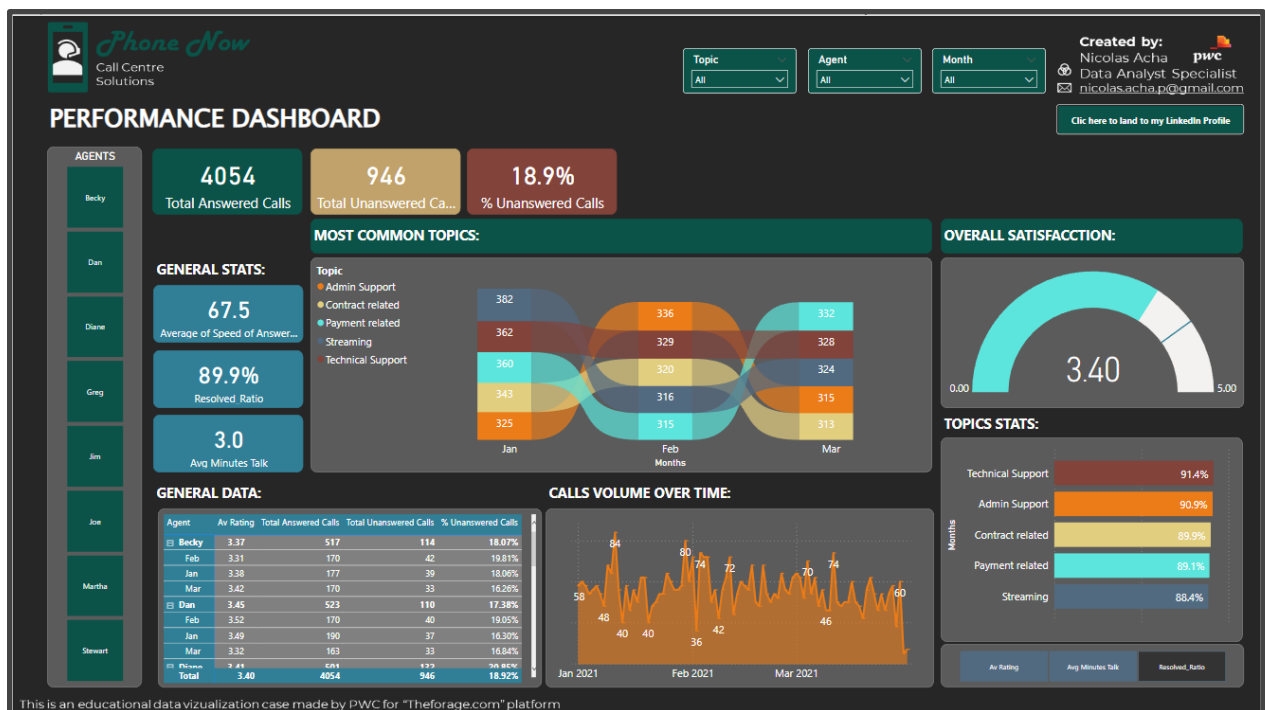 Phone Now
Call Centre
Solutions
PERFORMANCE DASHBOARD
Topic
All
Agent
All
Month
All
Created by:
Nicolas Acha
pwc
Data Analyst Specialist
nicolas.acha.p@gmail.com
Clic here to land to my LinkedIn Profile
AGENTS
Becky
Dan
Diane
Greg
Jim
Joe
Martha
Stewart
4054
Total Answered Calls
946
Total Unanswered Ca...
18.9%
% Unanswered Calls
GENERAL STATS:
67.5
Average of Speed of Answer...
89.9%
Resolved Ratio
3.0
Avg Minutes Talk
MOST COMMON TOPICS:
Topic
Admin Support
Contract related
Payment related
Streaming
Technical Support
382
362
360
343
325
336
329
320
316
315
332
328
324
315
313
Jan Feb Mar
Months
OVERALL SATISFACCTION:
3.40
0.00 5.00
TOPICS STATS:
Months
Technical Support 91.4%
Admin Support 90.9%
Contract related 89.9%
Payment related 89.1%
Streaming 88.4%
Av Rating
Avg Minutes Talk
Resolved_Ratio
GENERAL DATA:
Agent Av Rating Total Answered Calls Total Unanswered Calls % Unanswered Calls
Becky 3.37 517 114 18.07%
Feb 3.31 170 42 19.81%
Jan 3.38 177 39 18.06%
Mar 3.42 170 33 16.26%
Dan 3.45 523 110 17.38%
Feb 3.52 170 40 19.05%
Jan 3.49 190 37 16.30%
Mar 3.32 163 33 16.84%
Diane 3.41 501 132 20.85%
Total 3.40 4054 946 18.92%
CALLS VOLUME OVER TIME:
58
48
84
40
40
80
74
36
42
72
70
46
74
60
Jan 2021 Feb 2021 Mar 2021
This is an educational data vizualization case made by PWC for "Theforage.com" platform